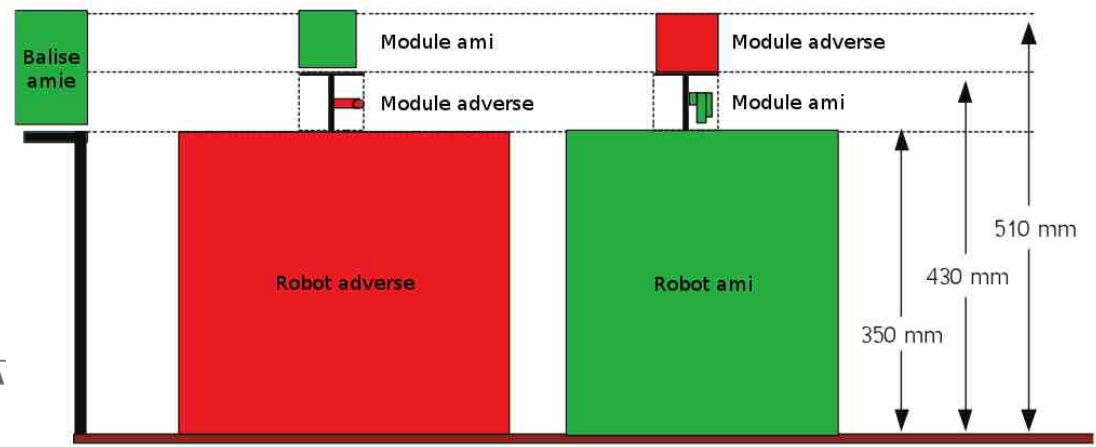 Balise
amie
Module ami
Module adverse
Module adverse
Module ami
Robot adverse
Robot ami
510 mm
430 mm
350 mm